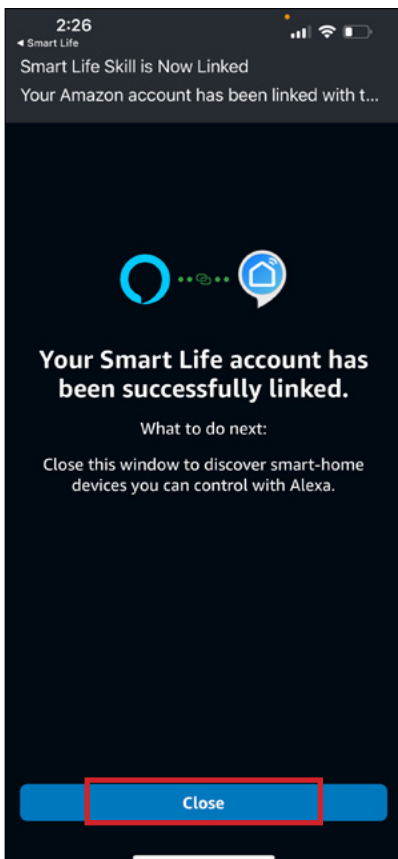 2:26
◀ Smart Life
Smart Life Skill is Now Linked
Your Amazon account has been linked with t...
Your Smart Life account has
been successfully linked.
What to do next:
Close this window to discover smart-home
devices you can control with Alexa.
Close